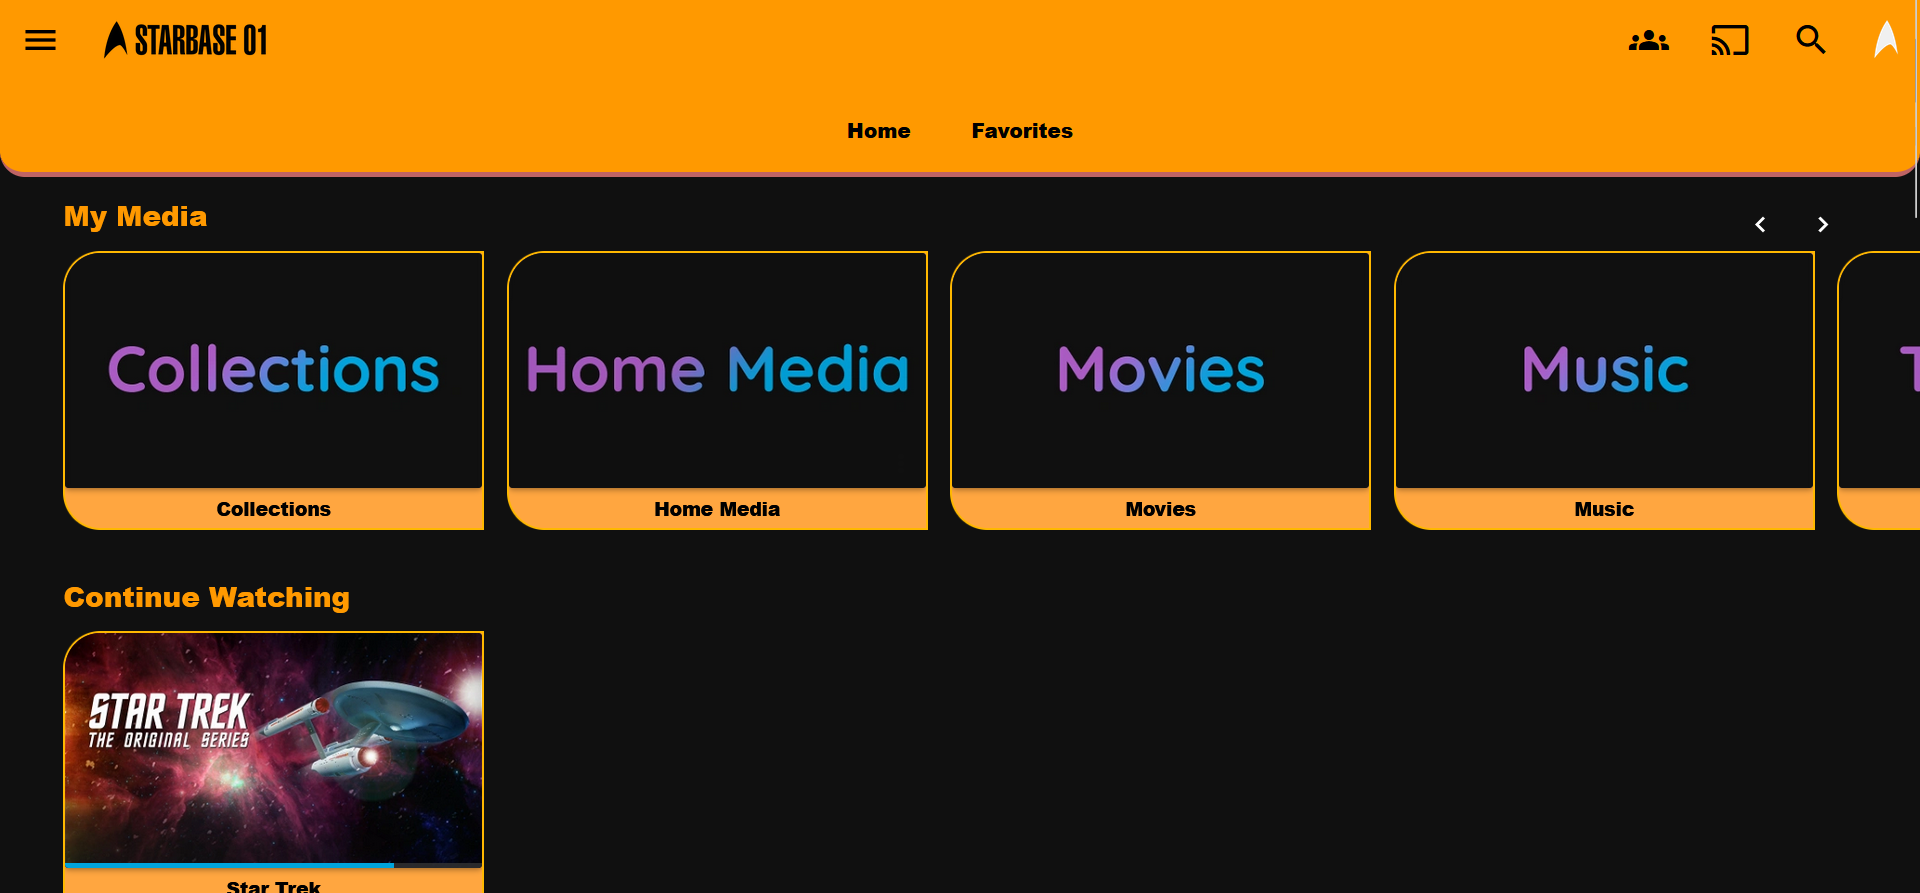 STARBASE 01
Home Favorites
My Media
Collections Home Media Movies Music T
Collections Home Media Movies Music
Continue Watching
STAR TREK
THE ORIGINAL SERIES
Star Trek